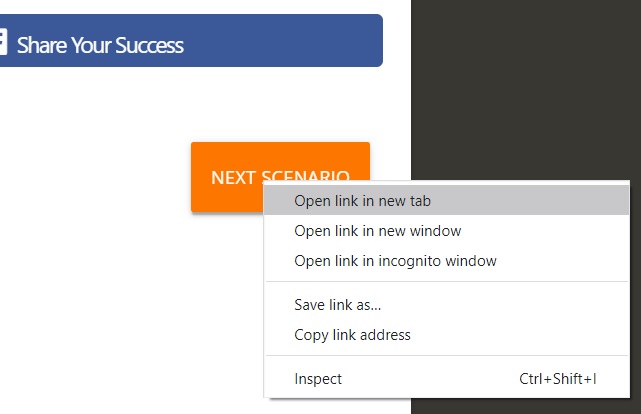 Share Your Success
NEXT SCENARIO
Open link in new tab
Open link in new window
Open link in incognito window
Save link as...
Copy link address
Inspect Ctrl+Shift+I